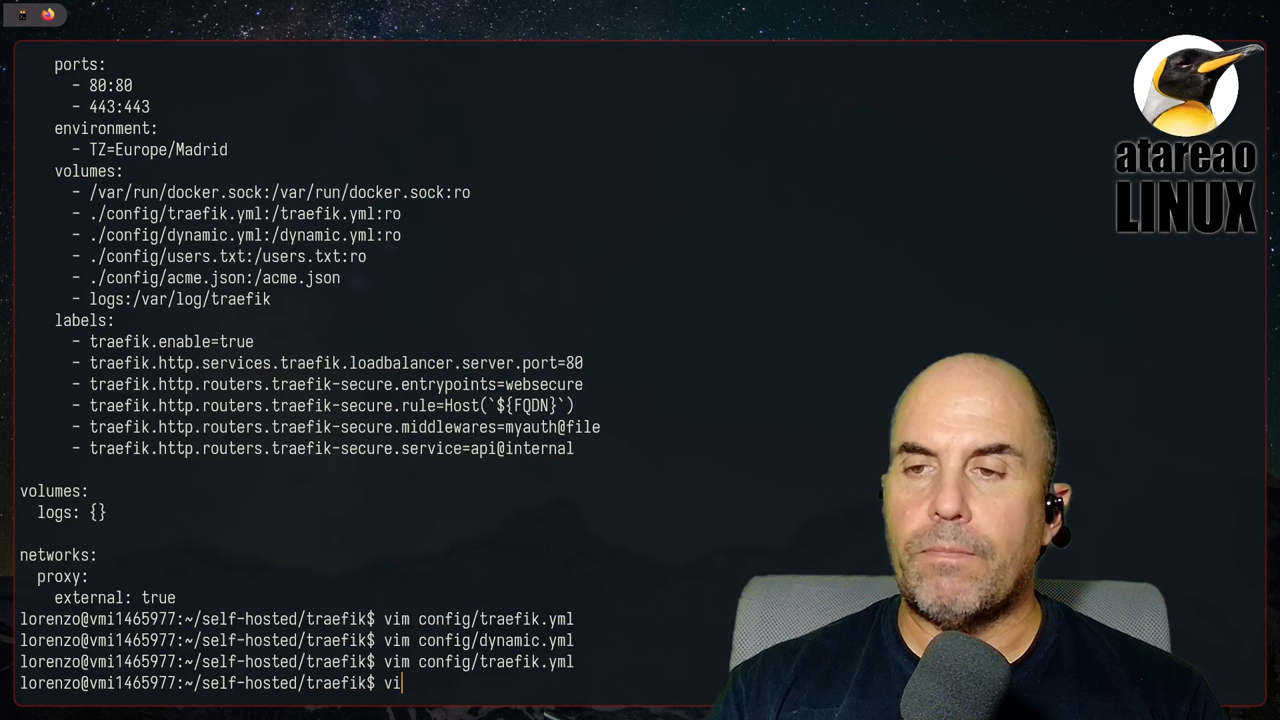 ports:
- 80:80
- 443:443
environment:
- TZ=Europe/Madrid
volumes:
- /var/run/docker.sock:/var/run/docker.sock:ro
- ./config/traefik.yml:/traefik.yml:ro
- ./config/dynamic.yml:/dynamic.yml:ro
- ./config/users.txt:/users.txt:ro
- ./config/acme.json:/acme.json
- logs:/var/log/traefik
labels:
- traefik.enable=true
- traefik.http.services.traefik.loadbalancer.server.port=80
- traefik.http.routers.traefik-secure.entrypoints=websecure
- traefik.http.routers.traefik-secure.rule=Host(`${FQDN}`)
- traefik.http.routers.traefik-secure.middlewares=myauth@file
- traefik.http.routers.traefik-secure.service=api@internal
volumes:
logs: {}
networks:
proxy:
external: true
lorenzo@vmi1465977:~/self-hosted/traefik$ vim config/traefik.yml
lorenzo@vmi1465977:~/self-hosted/traefik$ vim config/dynamic.yml
lorenzo@vmi1465977:~/self-hosted/traefik$ vim config/traefik.yml
lorenzo@vmi1465977:~/self-hosted/traefik$ vi
atareao
LINUX